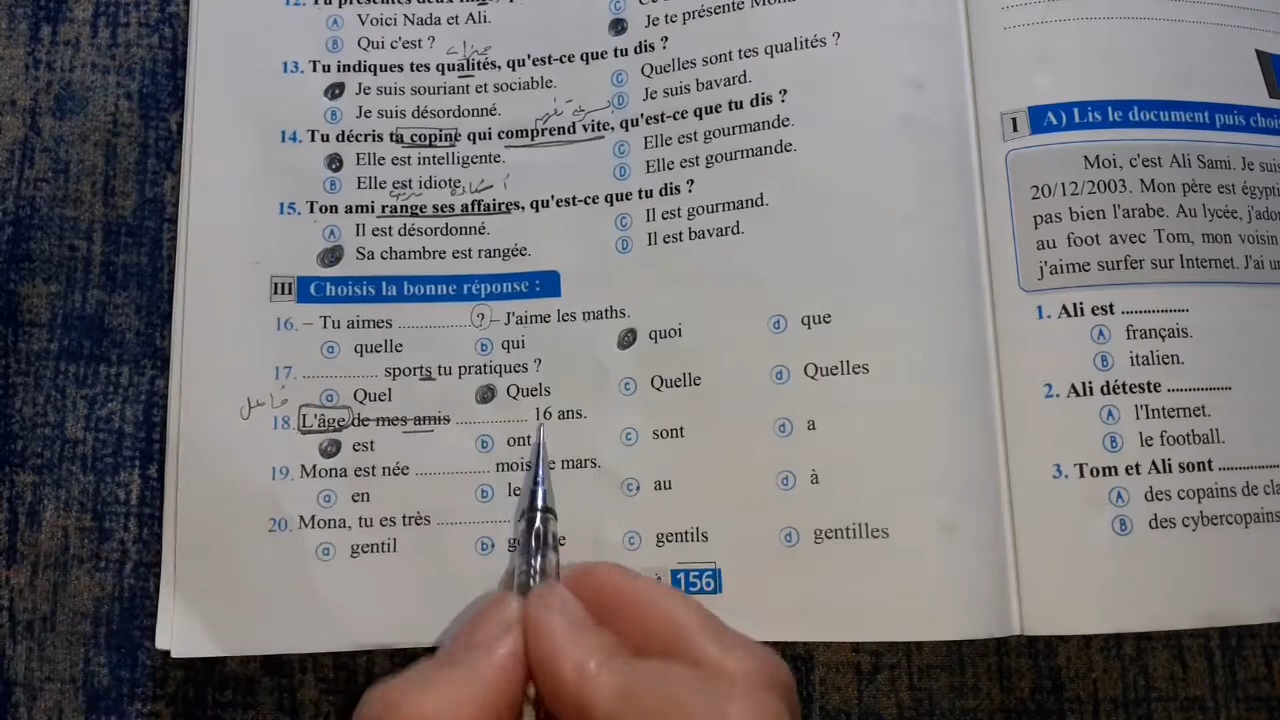 A Voici Nada et Ali.
B Qui c'est ?
C
Je te présente
13. Tu indiques tes qualités, qu'est-ce que tu dis ?
Je suis souriant et sociable.
B Je suis désordonné.
C Quelles sont tes qualités ?
D Je suis bavard.
14. Tu décris ta copine qui comprend vite, qu'est-ce que tu dis ?
Elle est intelligente.
B Elle est idiote.
C Elle est gourmande.
D Elle est gourmande.
15. Ton ami range ses affaires, qu'est-ce que tu dis ?
A Il est désordonné.
Sa chambre est rangée.
C Il est gourmand.
D Il est bavard.
III Choisis la bonne réponse :
16. – Tu aimes .................? – J'aime les maths.
a quelle b qui quoi d que
17. .............. sports tu pratiques ?
a Quel Quels c Quelle d Quelles
فاعل
18. L'âge de mes amis ............. 16 ans.
est b ont c sont d a
19. Mona est née .............. mois de mars.
a en b le c au d à
20. Mona, tu es très ..............
a gentil b c gentils d gentilles
156
I A) Lis le document puis
Moi, c'est Ali Sami. Je suis
20/12/2003. Mon père est
pas bien l'arabe. Au lycée,
au foot avec Tom, mon voisin
j'aime surfer sur Internet. J'ai
1. Ali est .............
A français.
B italien.
2. Ali déteste .............
A l'Internet.
B le football.
3. Tom et Ali sont .............
A des copains de
B des cybercopains